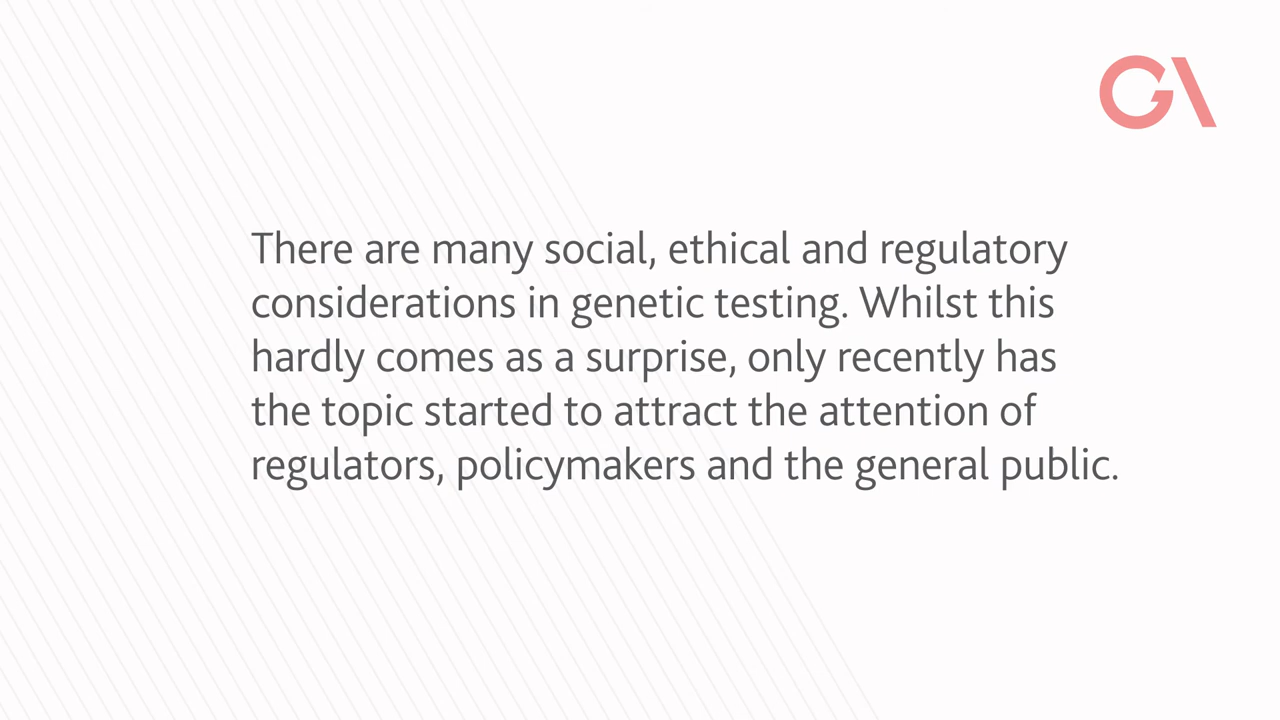 GA
There are many social, ethical and regulatory
considerations in genetic testing. Whilst this
hardly comes as a surprise, only recently has
the topic started to attract the attention of
regulators, policymakers and the general public.